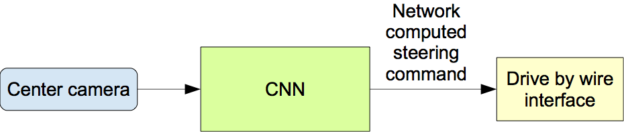 Center camera
CNN
Network
computed
steering
command
Drive by wire
interface